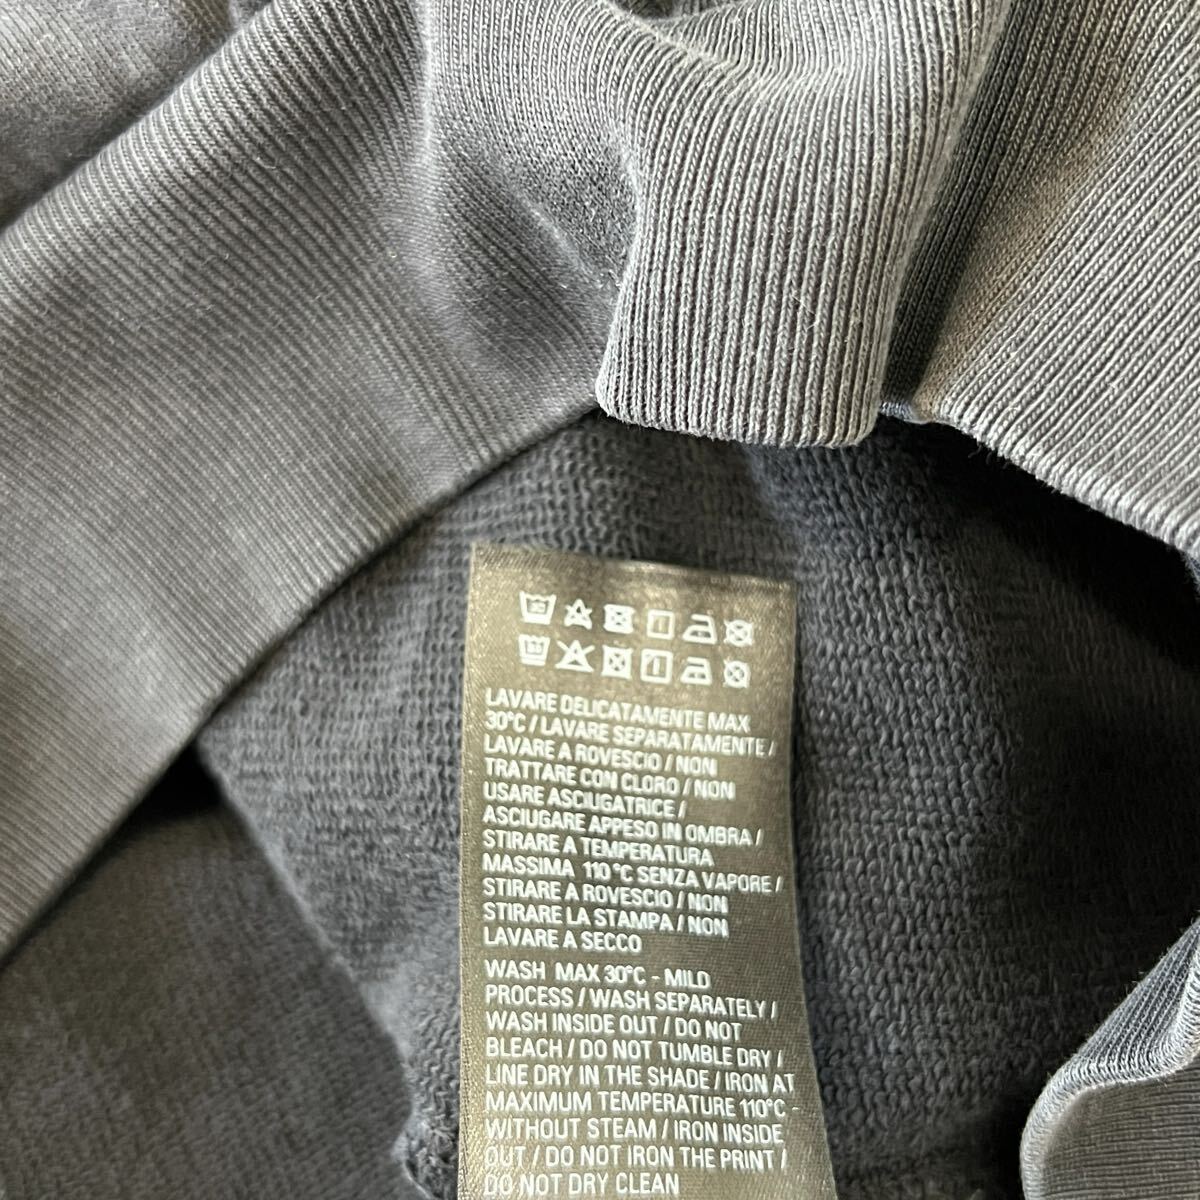 LAVARE DELICATAMENTE MAX
30°C / LAVARE SEPARATAMENTE /
LAVARE A ROVESCIO / NON
TRATTARE CON CLORO / NON
USARE ASCIUGATRICE /
ASCIUGARE APPESO IN OMBRA /
STIRARE A TEMPERATURA
MASSIMA 110 °C SENZA VAPORE /
STIRARE A ROVESCIO / NON
STIRARE LA STAMPA / NON
LAVARE A SECCO
WASH MAX 30°C - MILD
PROCESS / WASH SEPARATELY /
WASH INSIDE OUT / DO NOT
BLEACH / DO NOT TUMBLE DRY /
LINE DRY IN THE SHADE / IRON AT
MAXIMUM TEMPERATURE 110°C -
WITHOUT STEAM / IRON INSIDE
OUT / DO NOT IRON THE PRINT /
DO NOT DRY CLEAN